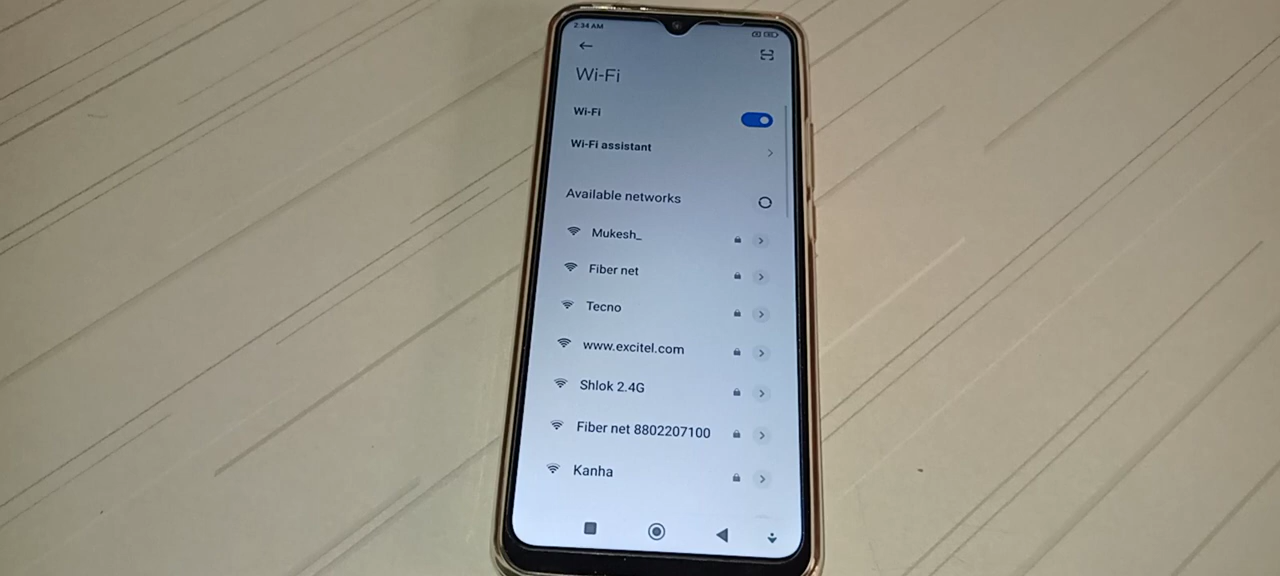 2:34 AM
Wi-Fi
Wi-Fi
Wi-Fi assistant
Available networks
Mukesh_
Fiber net
Tecno
www.excitel.com
Shlok 2.4G
Fiber net 8802207100
Kanha